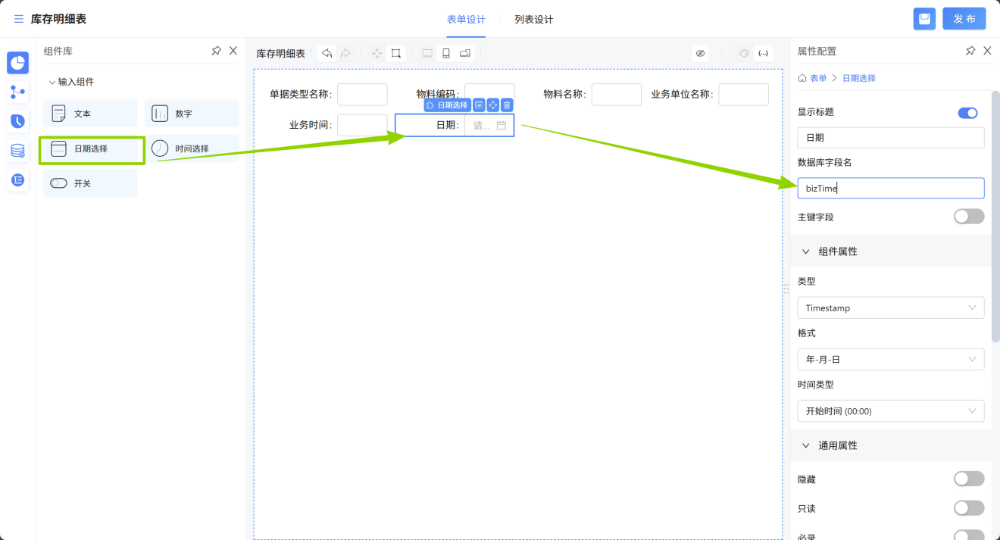 库存明细表
表单设计
列表设计
发 布
组件库
输入组件
文本
数字
日期选择
时间选择
开关
库存明细表
单据类型名称:
物料编码:
物料名称:
业务单位名称:
日期选择
业务时间:
日期:
请...
属性配置
表单 > 日期选择
显示标题
日期
数据库字段名
bizTime
主键字段
组件属性
类型
Timestamp
格式
年-月-日
时间类型
开始时间 (00:00)
通用属性
隐藏
只读
必录